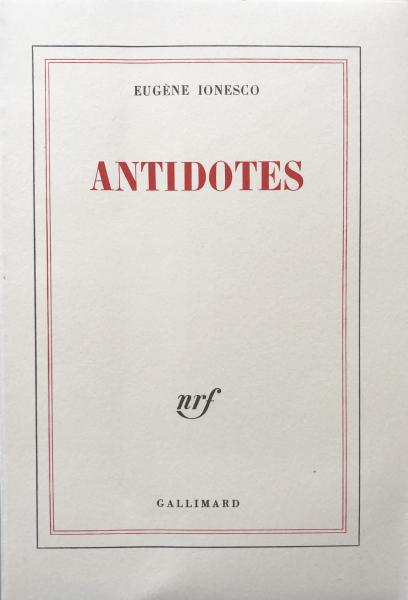 EUGÈNE IONESCO
ANTIDOTES
nrf
GALLIMARD